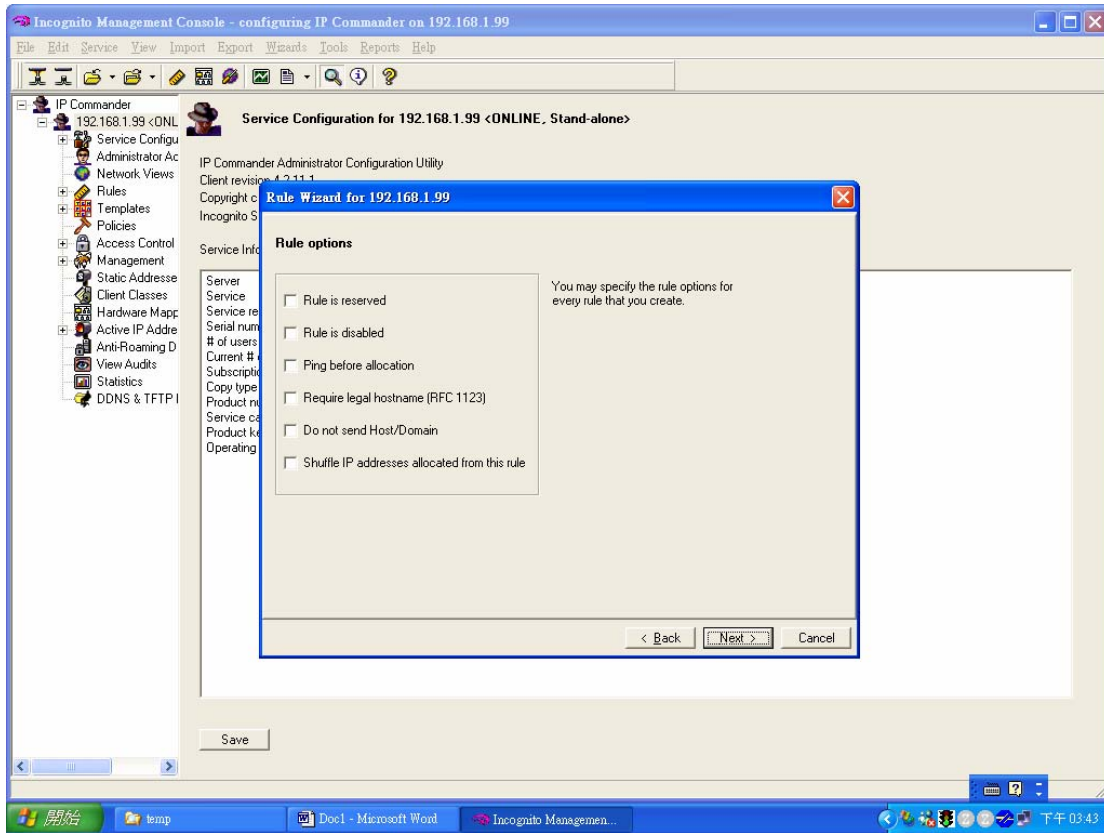 Incognito Management Console - configuring IP Commander on 192.168.1.99
File Edit Service View Import Export Wizards Tools Reports Help
IP Commander
192.168.1.99 <ONL
Service Configu
Administrator Ac
Network Views
Rules
Templates
Policies
Access Control
Management
Static Addresse
Client Classes
Hardware Mapp
Active IP Addre
Anti-Roaming D
View Audits
Statistics
DDNS & TFTP
Service Configuration for 192.168.1.99 <ONLINE, Stand-alone>
IP Commander Administrator Configuration Utility
Client revision 4.2.11.1
Copyright c
Incognito S
Service Info
Server
Service
Service re
Serial num
# of users
Current #
Subscriptio
Copy type
Product nu
Service ca
Product ke
Operating
Rule Wizard for 192.168.1.99
Rule options
Rule is reserved
Rule is disabled
Ping before allocation
Require legal hostname (RFC 1123)
Do not send Host/Domain
Shuffle IP addresses allocated from this rule
You may specify the rule options for
every rule that you create.
< Back Next > Cancel
Save
開始 temp Doc1 - Microsoft Word Incognito Managemen... 下午 03:43